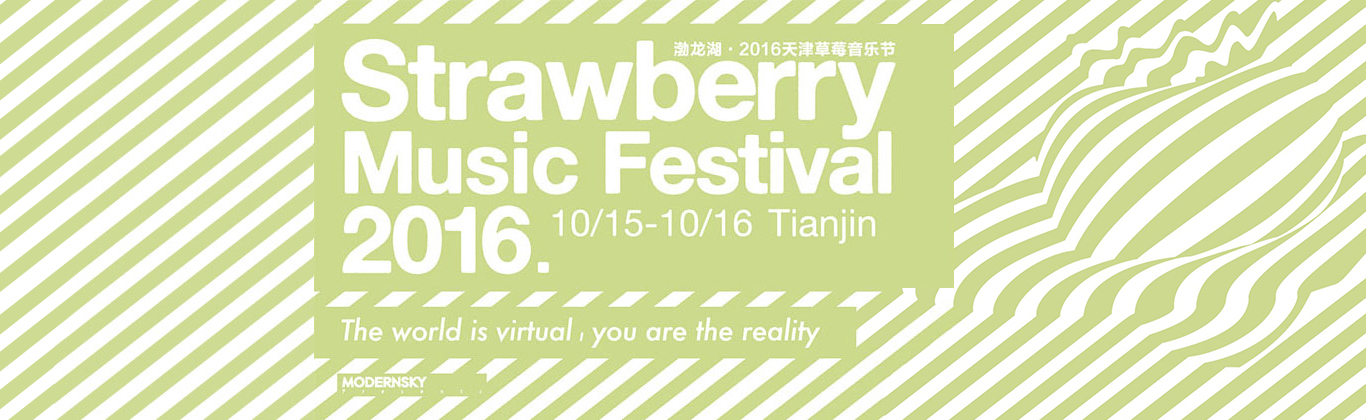 渤龙湖·2016天津草莓音乐节
Strawberry
Music Festival
2016. 10/15-10/16 Tianjin
The world is virtual , you are the reality
MODERNSKY